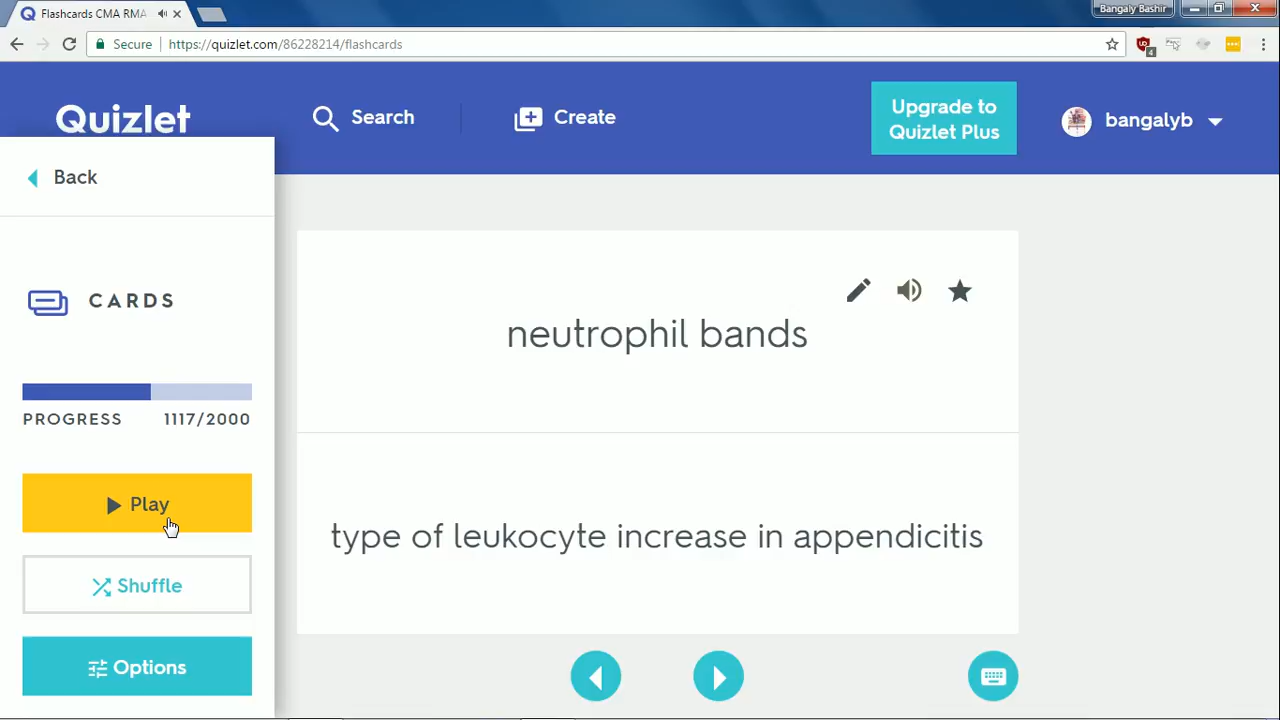 Flashcards CMA RMA
Bangaly Bashir
Secure
https://quizlet.com/86228214/flashcards
4
Quizlet
Search
Create
Upgrade to
Quizlet Plus
bangalyb
Back
CARDS
PROGRESS 1117/2000
Play
Shuffle
Options
neutrophil bands
type of leukocyte increase in appendicitis